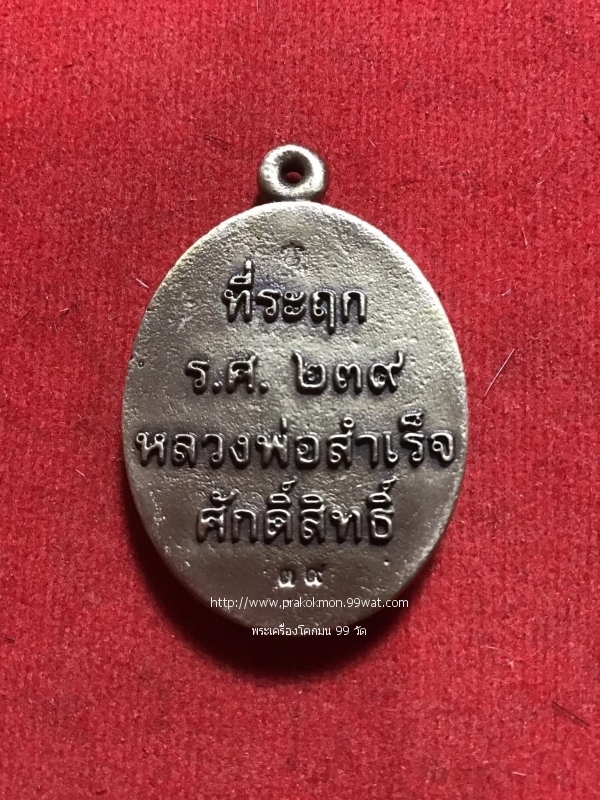 ที่ระฤก
ร.ศ. ๒๓๙
หลวงพ่อสำเร็จ
ศักดิ์สิทธิ์
๓๙
http://www.prakokmon.99wat.com
พระเครื่องโคกมน 99 วัด